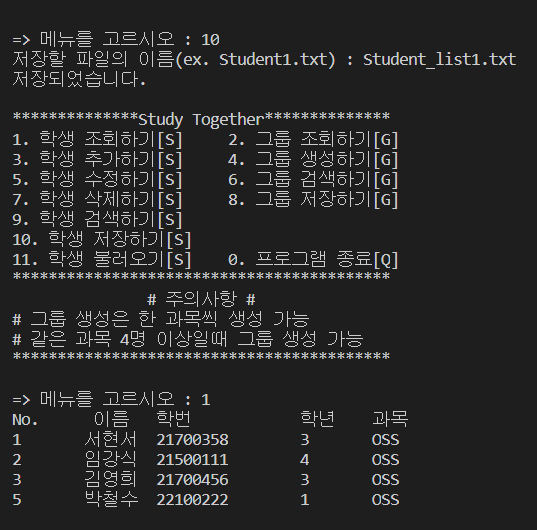 => 메뉴를 고르시오 : 10
저장할 파일의 이름(ex. Student1.txt) : Student_list1.txt
저장되었습니다.
**************Study Together**************
1. 학생 조회하기[S] 2. 그룹 조회하기[G]
3. 학생 추가하기[S] 4. 그룹 생성하기[G]
5. 학생 수정하기[S] 6. 그룹 검색하기[G]
7. 학생 삭제하기[S] 8. 그룹 저장하기[G]
9. 학생 검색하기[S]
10. 학생 저장하기[S]
11. 학생 불러오기[S] 0. 프로그램 종료[Q]
******************************************
# 주의사항 #
# 그룹 생성은 한 과목씩 생성 가능
# 같은 과목 4명 이상일때 그룹 생성 가능
******************************************
=> 메뉴를 고르시오 : 1
No. 이름 학번 학년 과목
1 서현서 21700358 3 OSS
2 임강식 21500111 4 OSS
3 김영희 21700456 3 OSS
5 박철수 22100222 1 OSS